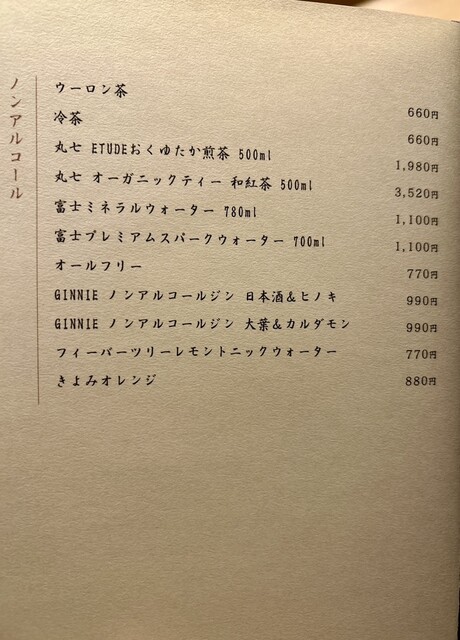 ノンアルコール
ウーロン茶 660円
冷茶 660円
丸七 ETUDEおくゆたか煎茶 500ml 1,980円
丸七 オーガニックティー 和紅茶 500ml 3,520円
富士ミネラルウォーター 780ml 1,100円
富士プレミアムスパークウォーター 700ml 1,100円
オールフリー 770円
GINNIE ノンアルコールジン 日本酒&ヒノキ 990円
GINNIE ノンアルコールジン 大葉&カルダモン 990円
フィーバーツリーレモントニックウォーター 770円
きよみオレンジ 880円